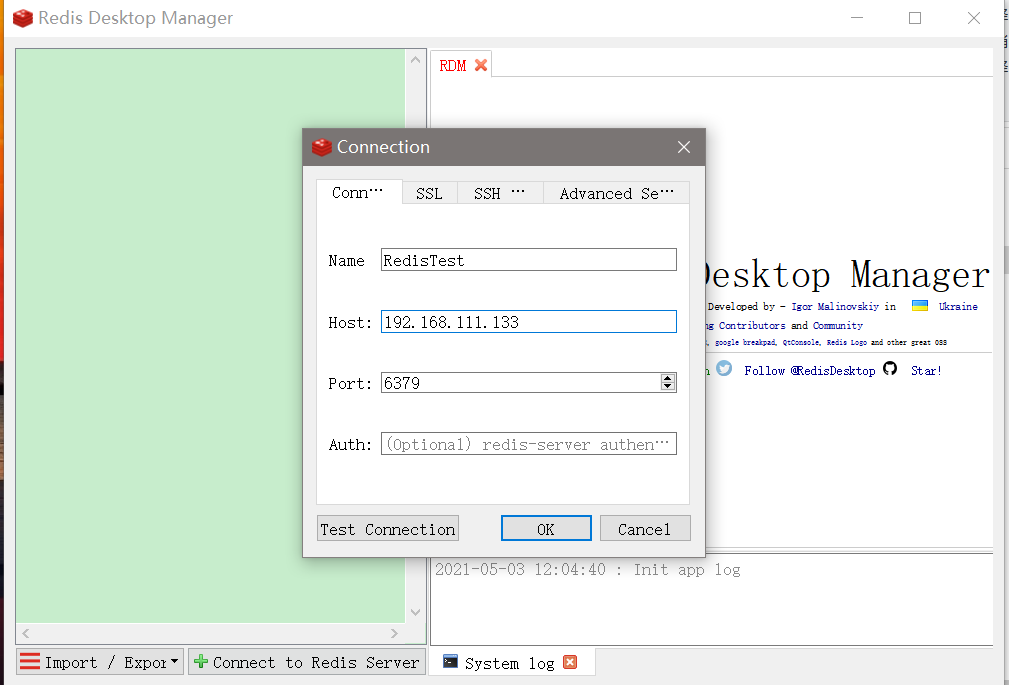 Redis Desktop Manager
RDM
Connection
Conn…
SSL
SSH …
Advanced Se…
Name
RedisTest
Host:
192.168.111.133
Port:
6379
Auth:
(Optional) redis-server authen…
Test Connection
OK
Cancel
Desktop Manager
Developed by - Igor Malinovskiy in Ukraine
Contributors and Community
google breakpad, QtConsole, Redis Logo and other great OSS
Follow @RedisDesktop
Star!
2021-05-03 12:04:40 : Init app log
Import / Expor
Connect to Redis Server
System log